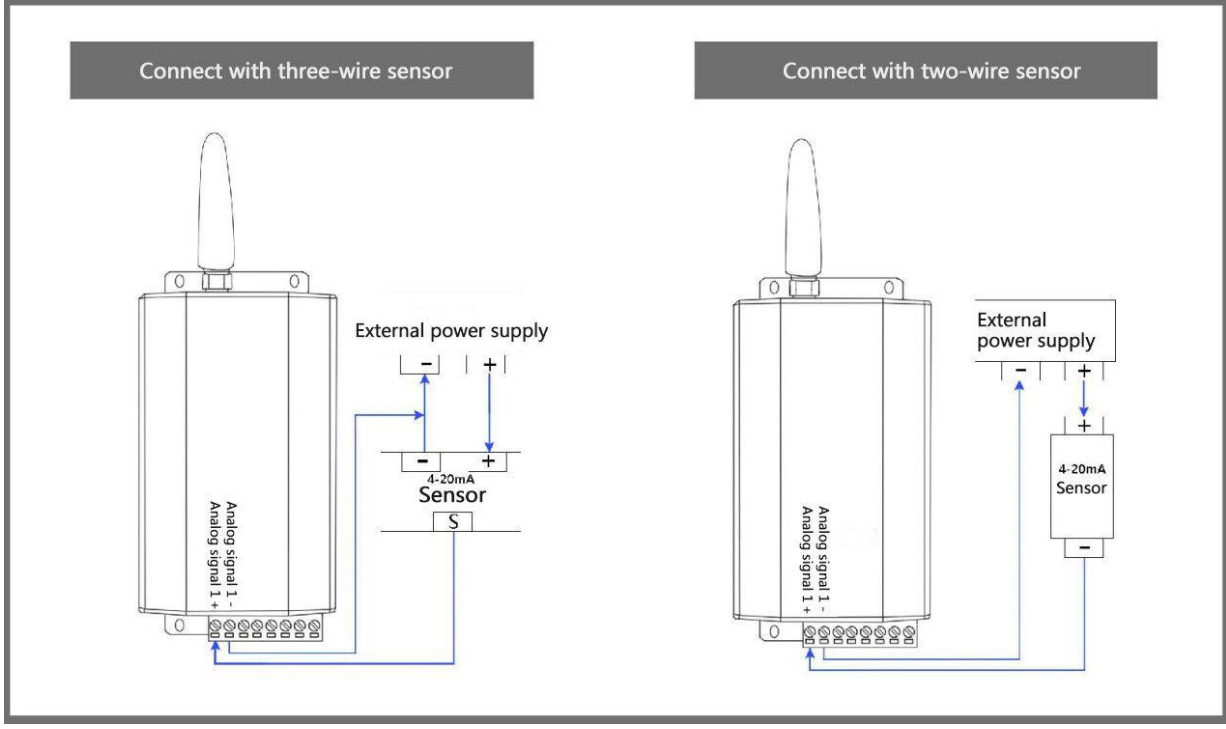 Connect with three-wire sensor
External power supply
-
+
-
+
4-20mA
Sensor
S
Analog signal 1 -
Analog signal 1 +
Connect with two-wire sensor
External
power supply
-
+
+
4-20mA
Sensor
-
Analog signal 1 -
Analog signal 1 +